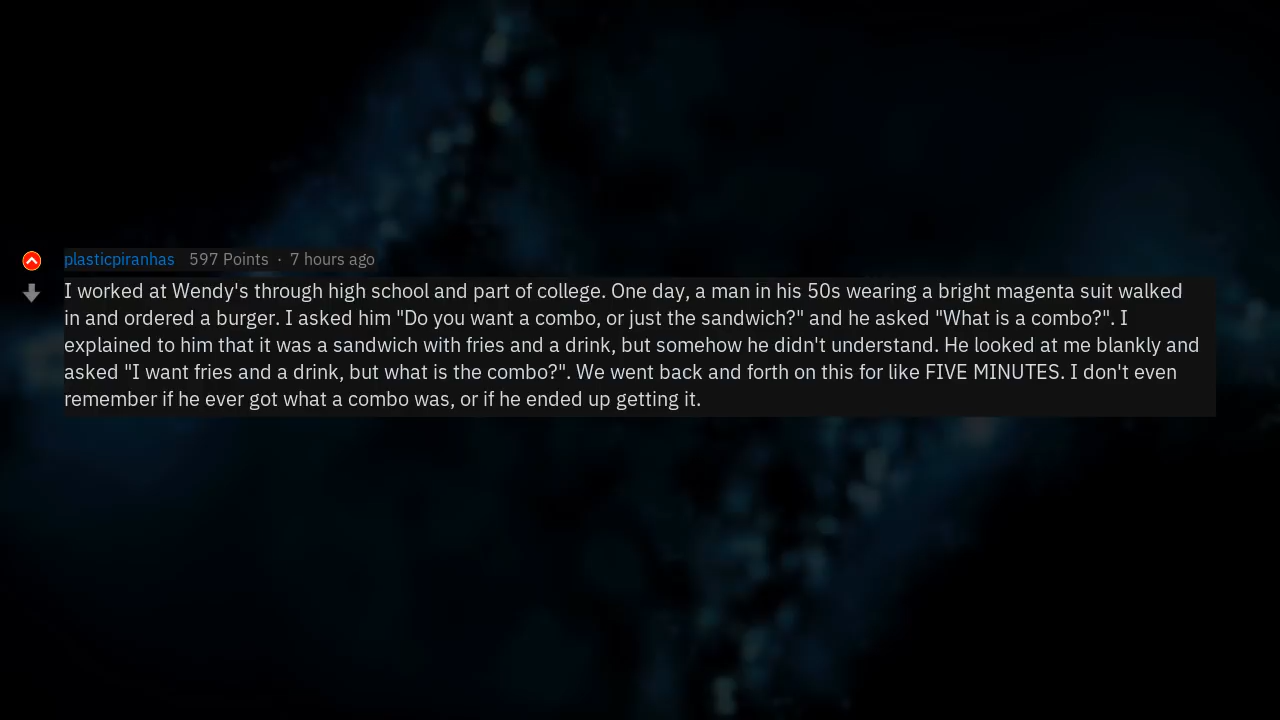 plasticpiranhas 597 Points · 7 hours ago
I worked at Wendy's through high school and part of college. One day, a man in his 50s wearing a bright magenta suit walked
in and ordered a burger. I asked him "Do you want a combo, or just the sandwich?" and he asked "What is a combo?". I
explained to him that it was a sandwich with fries and a drink, but somehow he didn't understand. He looked at me blankly and
asked "I want fries and a drink, but what is the combo?". We went back and forth on this for like FIVE MINUTES. I don't even
remember if he ever got what a combo was, or if he ended up getting it.